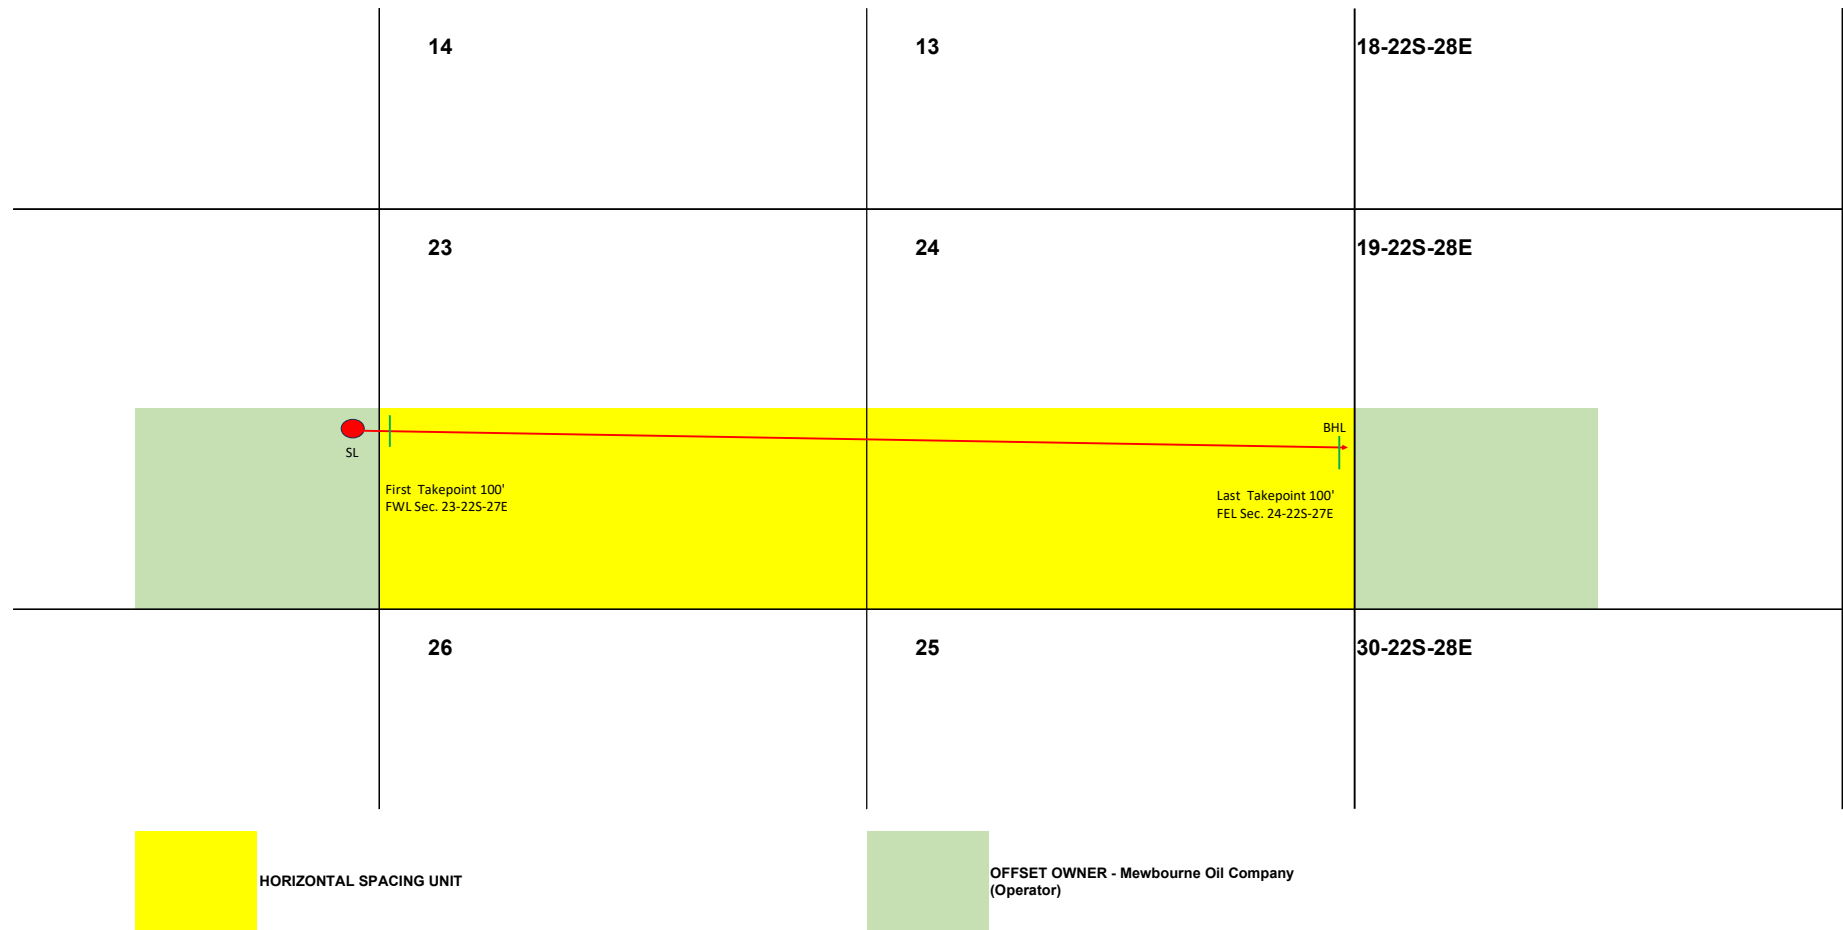 14
13
18-22S-28E
23
24
19-22S-28E
BHL
SL
First Takepoint 100'
FWL Sec. 23-22S-27E
Last Takepoint 100'
FEL Sec. 24-22S-27E
26
25
30-22S-28E
HORIZONTAL SPACING UNIT
OFFSET OWNER - Mewbourne Oil Company
(Operator)